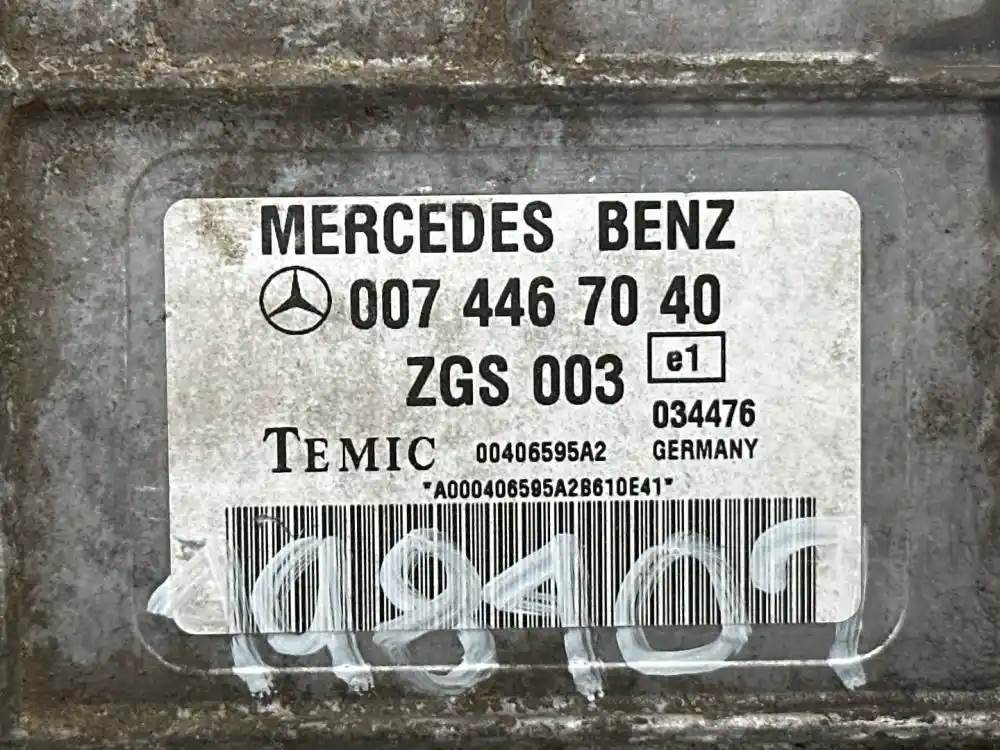 MERCEDES BENZ
007 446 70 40
ZGS 003 e1
034476
TEMIC 00406595A2 GERMANY
*A000406595A2B610E41*